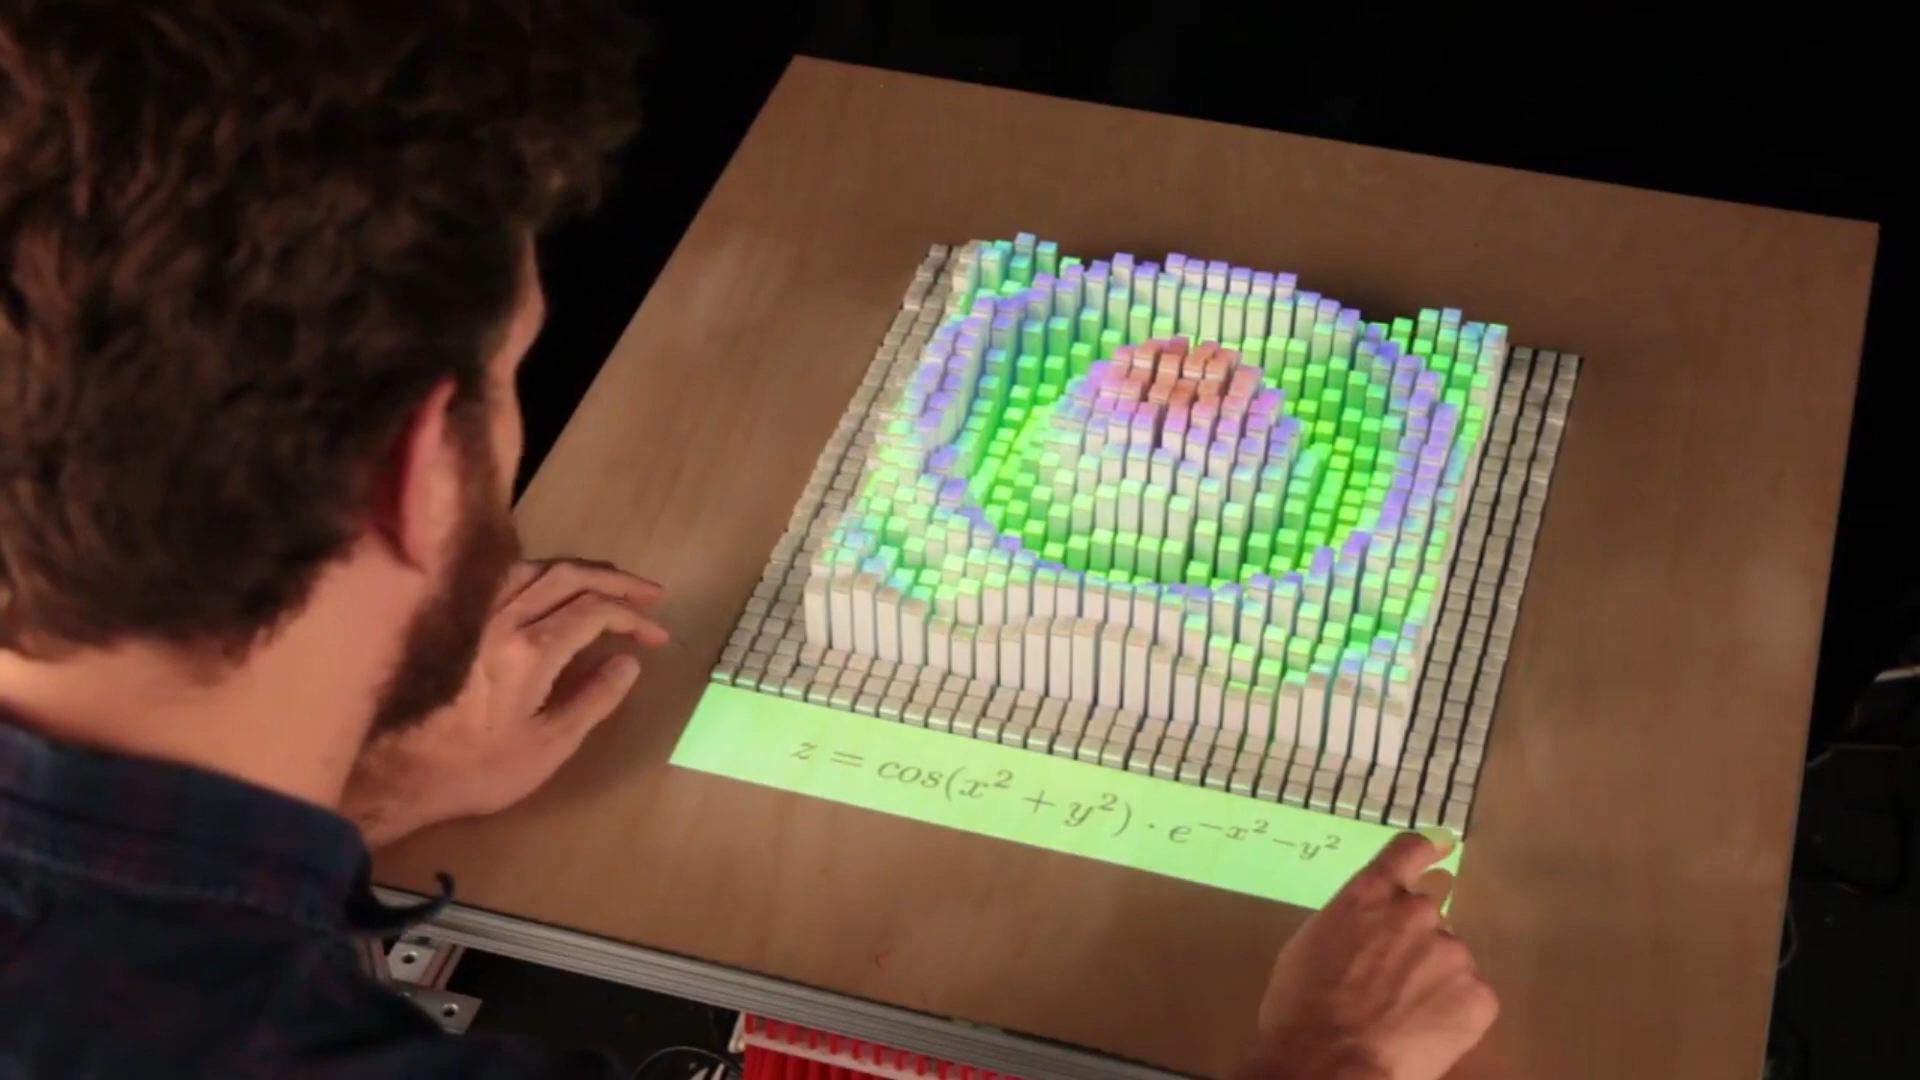 z = cos(x² + y²) · e^{-x²-y²}